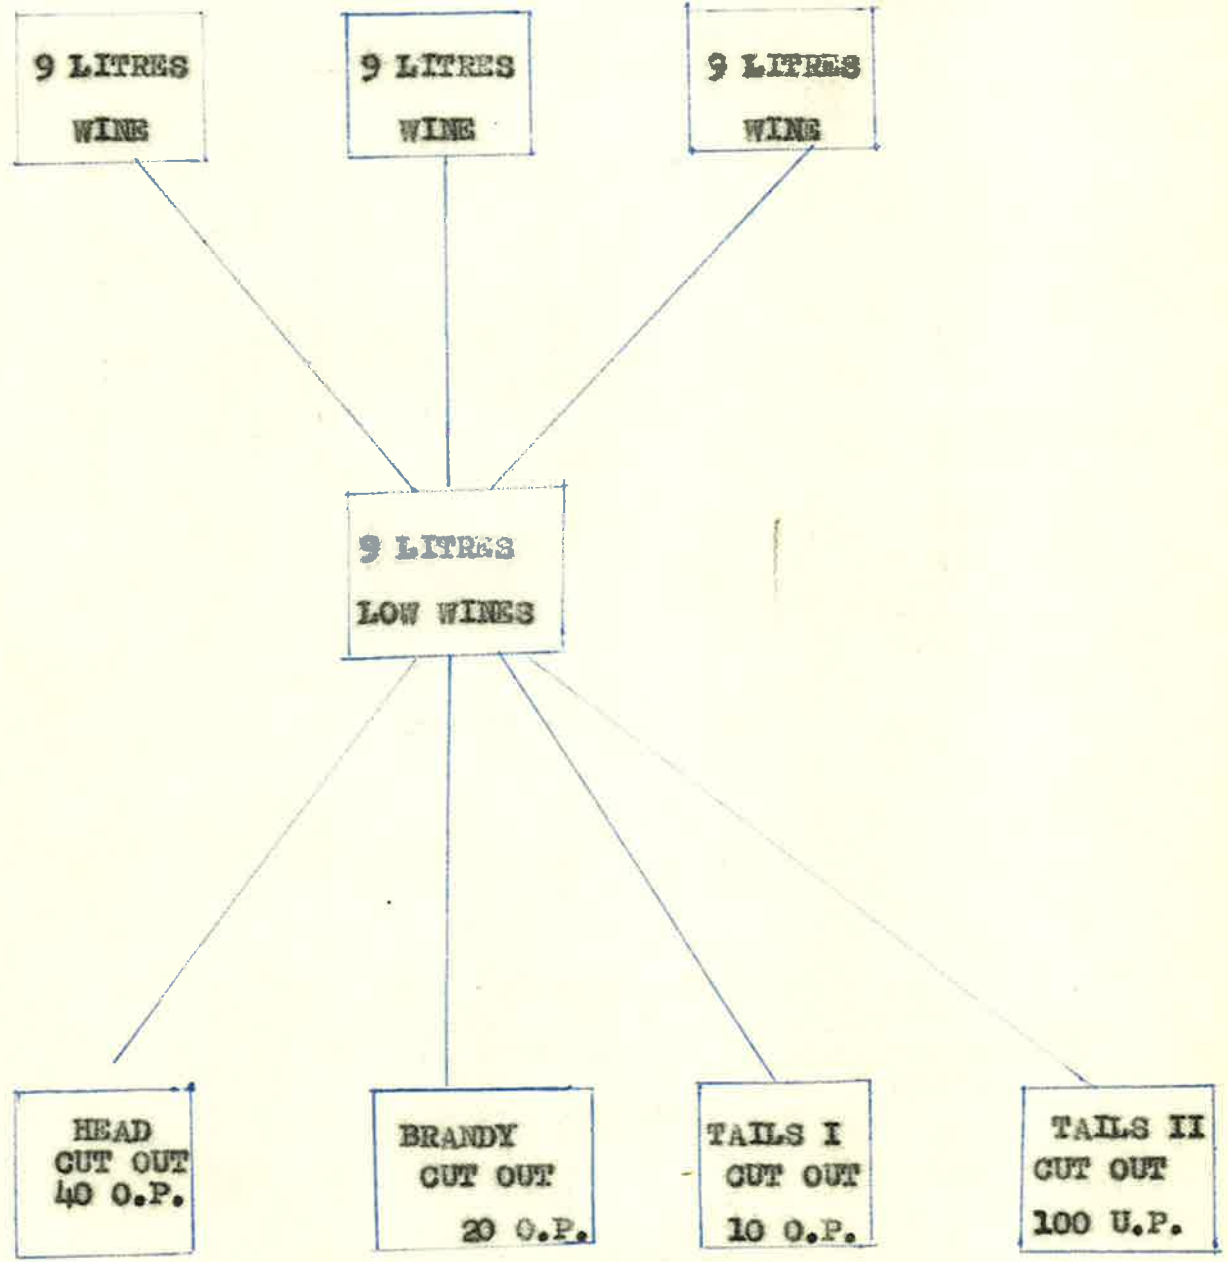 9 LITRES
WINE
9 LITRES
WINE
9 LITRES
WINE
9 LITRES
LOW WINES
HEAD
CUT OUT
40 O.P.
BRANDY
CUT OUT
20 O.P.
TAILS I
CUT OUT
10 O.P.
TAILS II
CUT OUT
100 U.P.